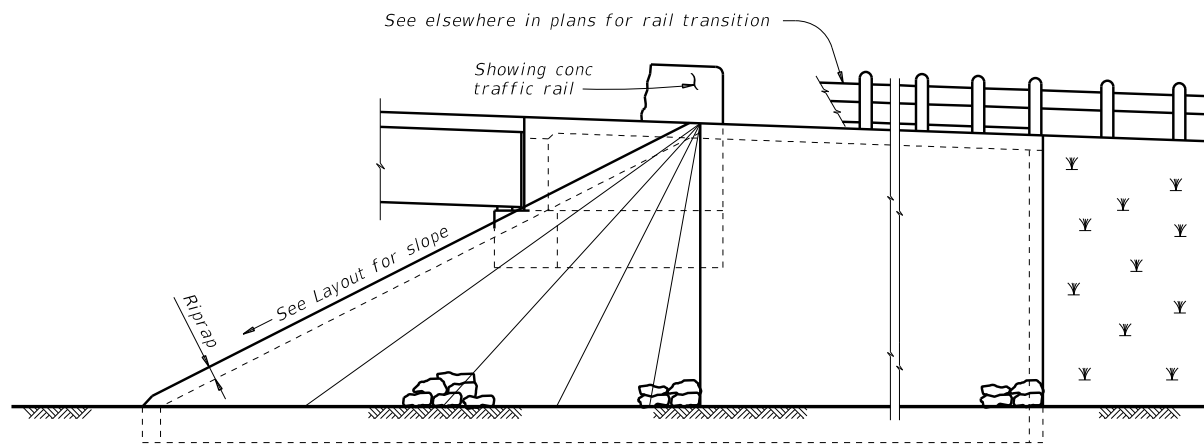 See elsewhere in plans for rail transition
Showing conc
traffic rail
See Layout for slope
Riprap